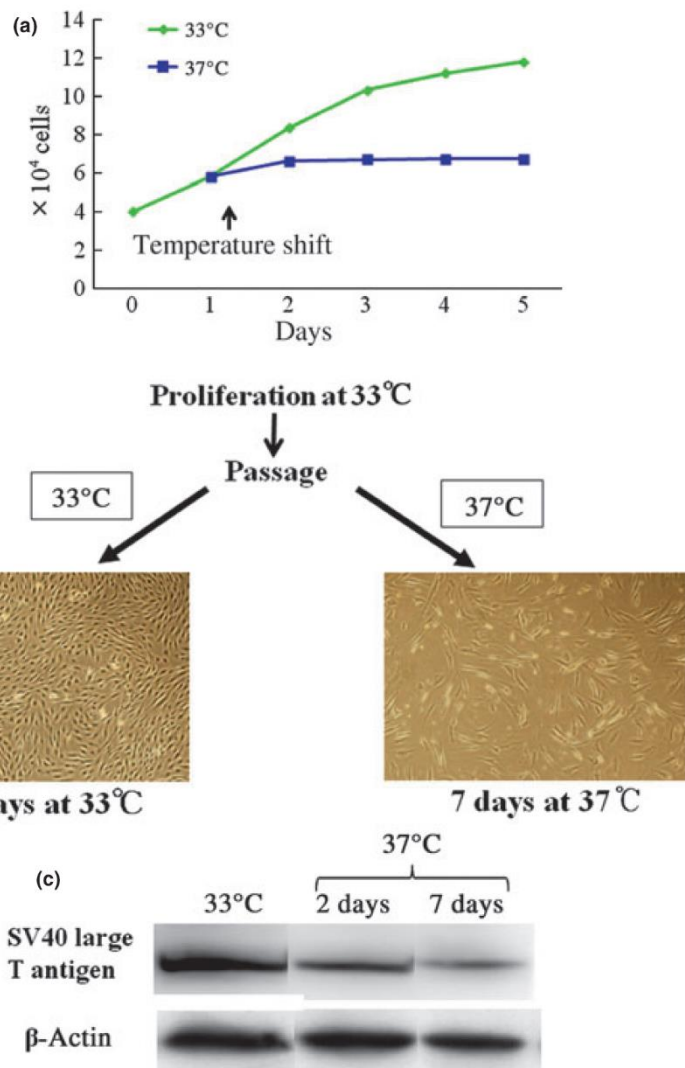 (a)
14
12
10
8
6
4
2
0
×10⁴ cells
33°C
37°C
Temperature shift
0 1 2 3 4 5
Days
Proliferation at 33℃
Passage
33°C
37°C
at 33℃
7 days at 37 ℃
(c)
37°C
33°C 2 days 7 days
SV40 large
T antigen
β-Actin